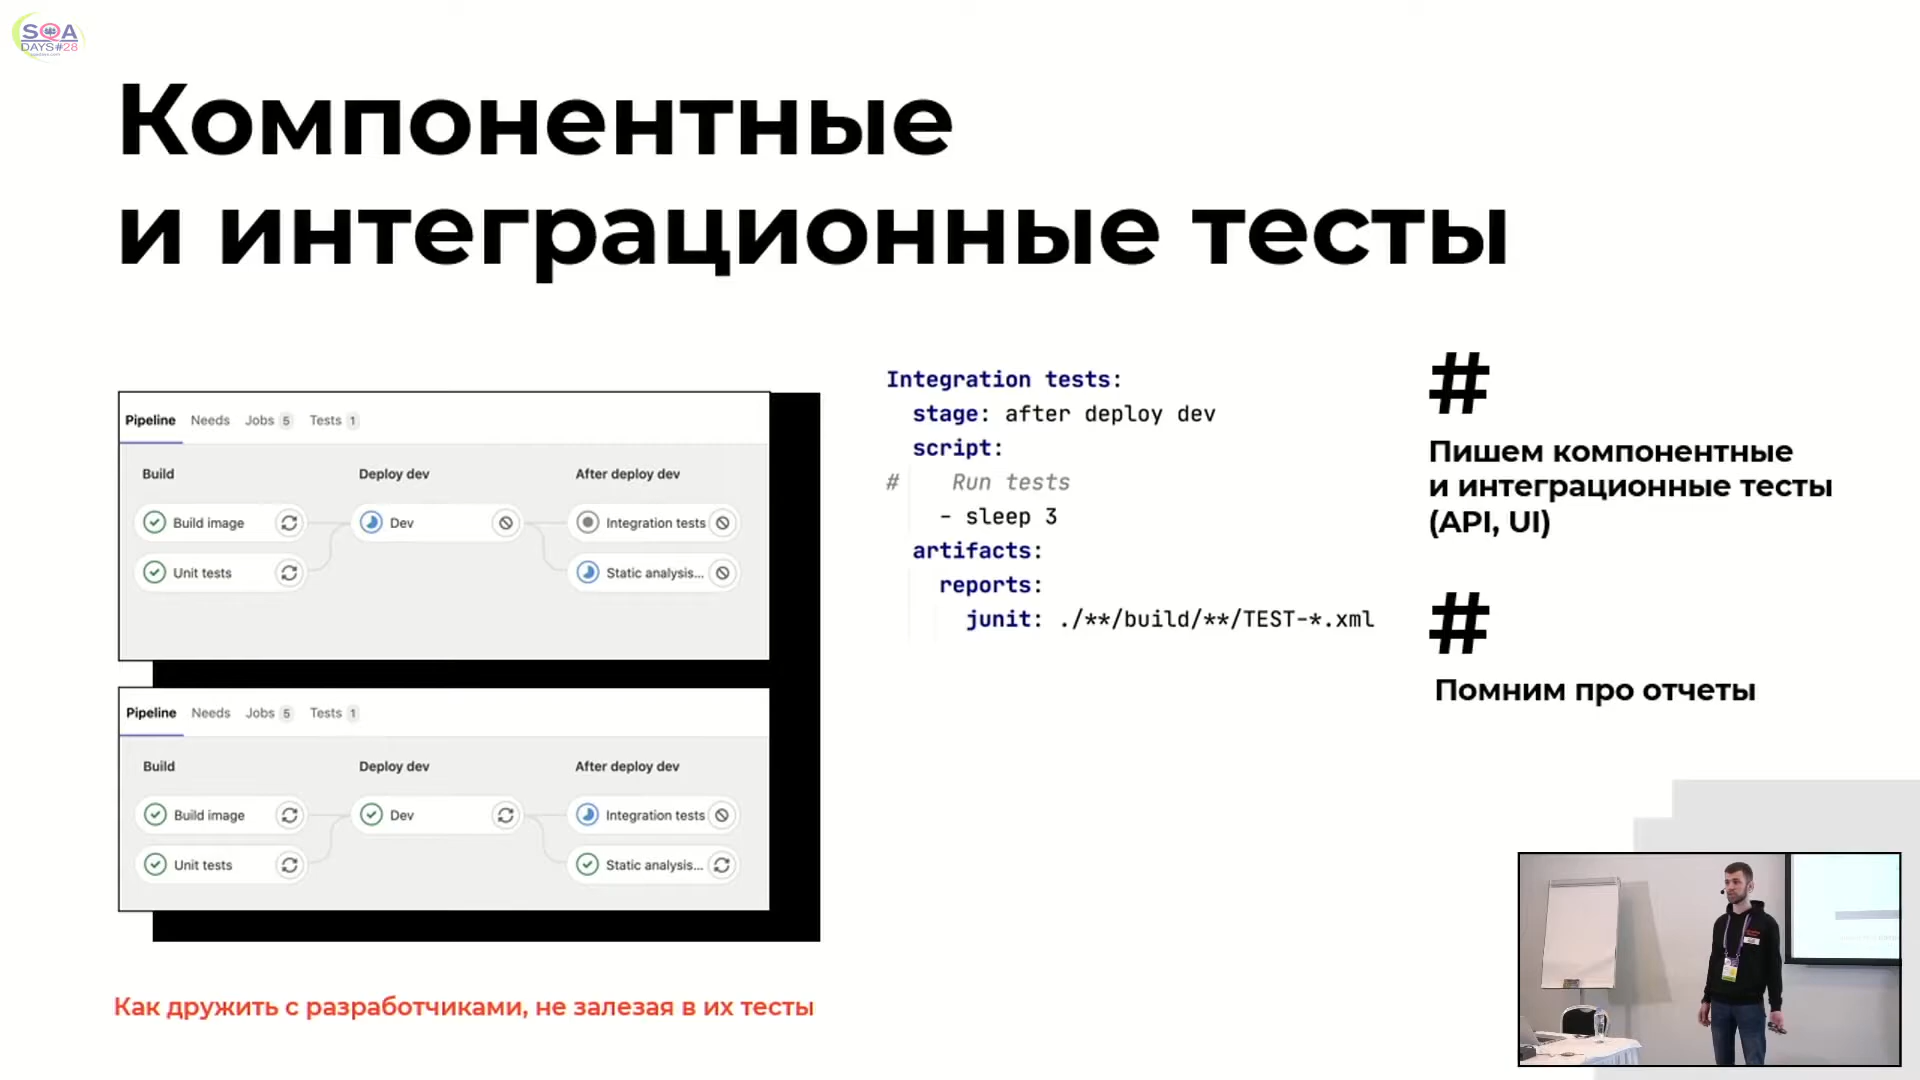 SQA
DAYS#28
Компонентные
и интеграционные тесты
Pipeline Needs Jobs 5 Tests 1
Build Deploy dev After deploy dev
Build image Dev Integration tests
Unit tests Static analysis...
Pipeline Needs Jobs 5 Tests 1
Build Deploy dev After deploy dev
Build image Dev Integration tests
Unit tests Static analysis...
Integration tests:
stage: after deploy dev
script:
# Run tests
- sleep 3
artifacts:
reports:
junit: ./**/build/**/TEST-*.xml
#
Пишем компонентные
и интеграционные тесты
(API, UI)
#
Помним про отчеты
Как дружить с разработчиками, не залезая в их тесты